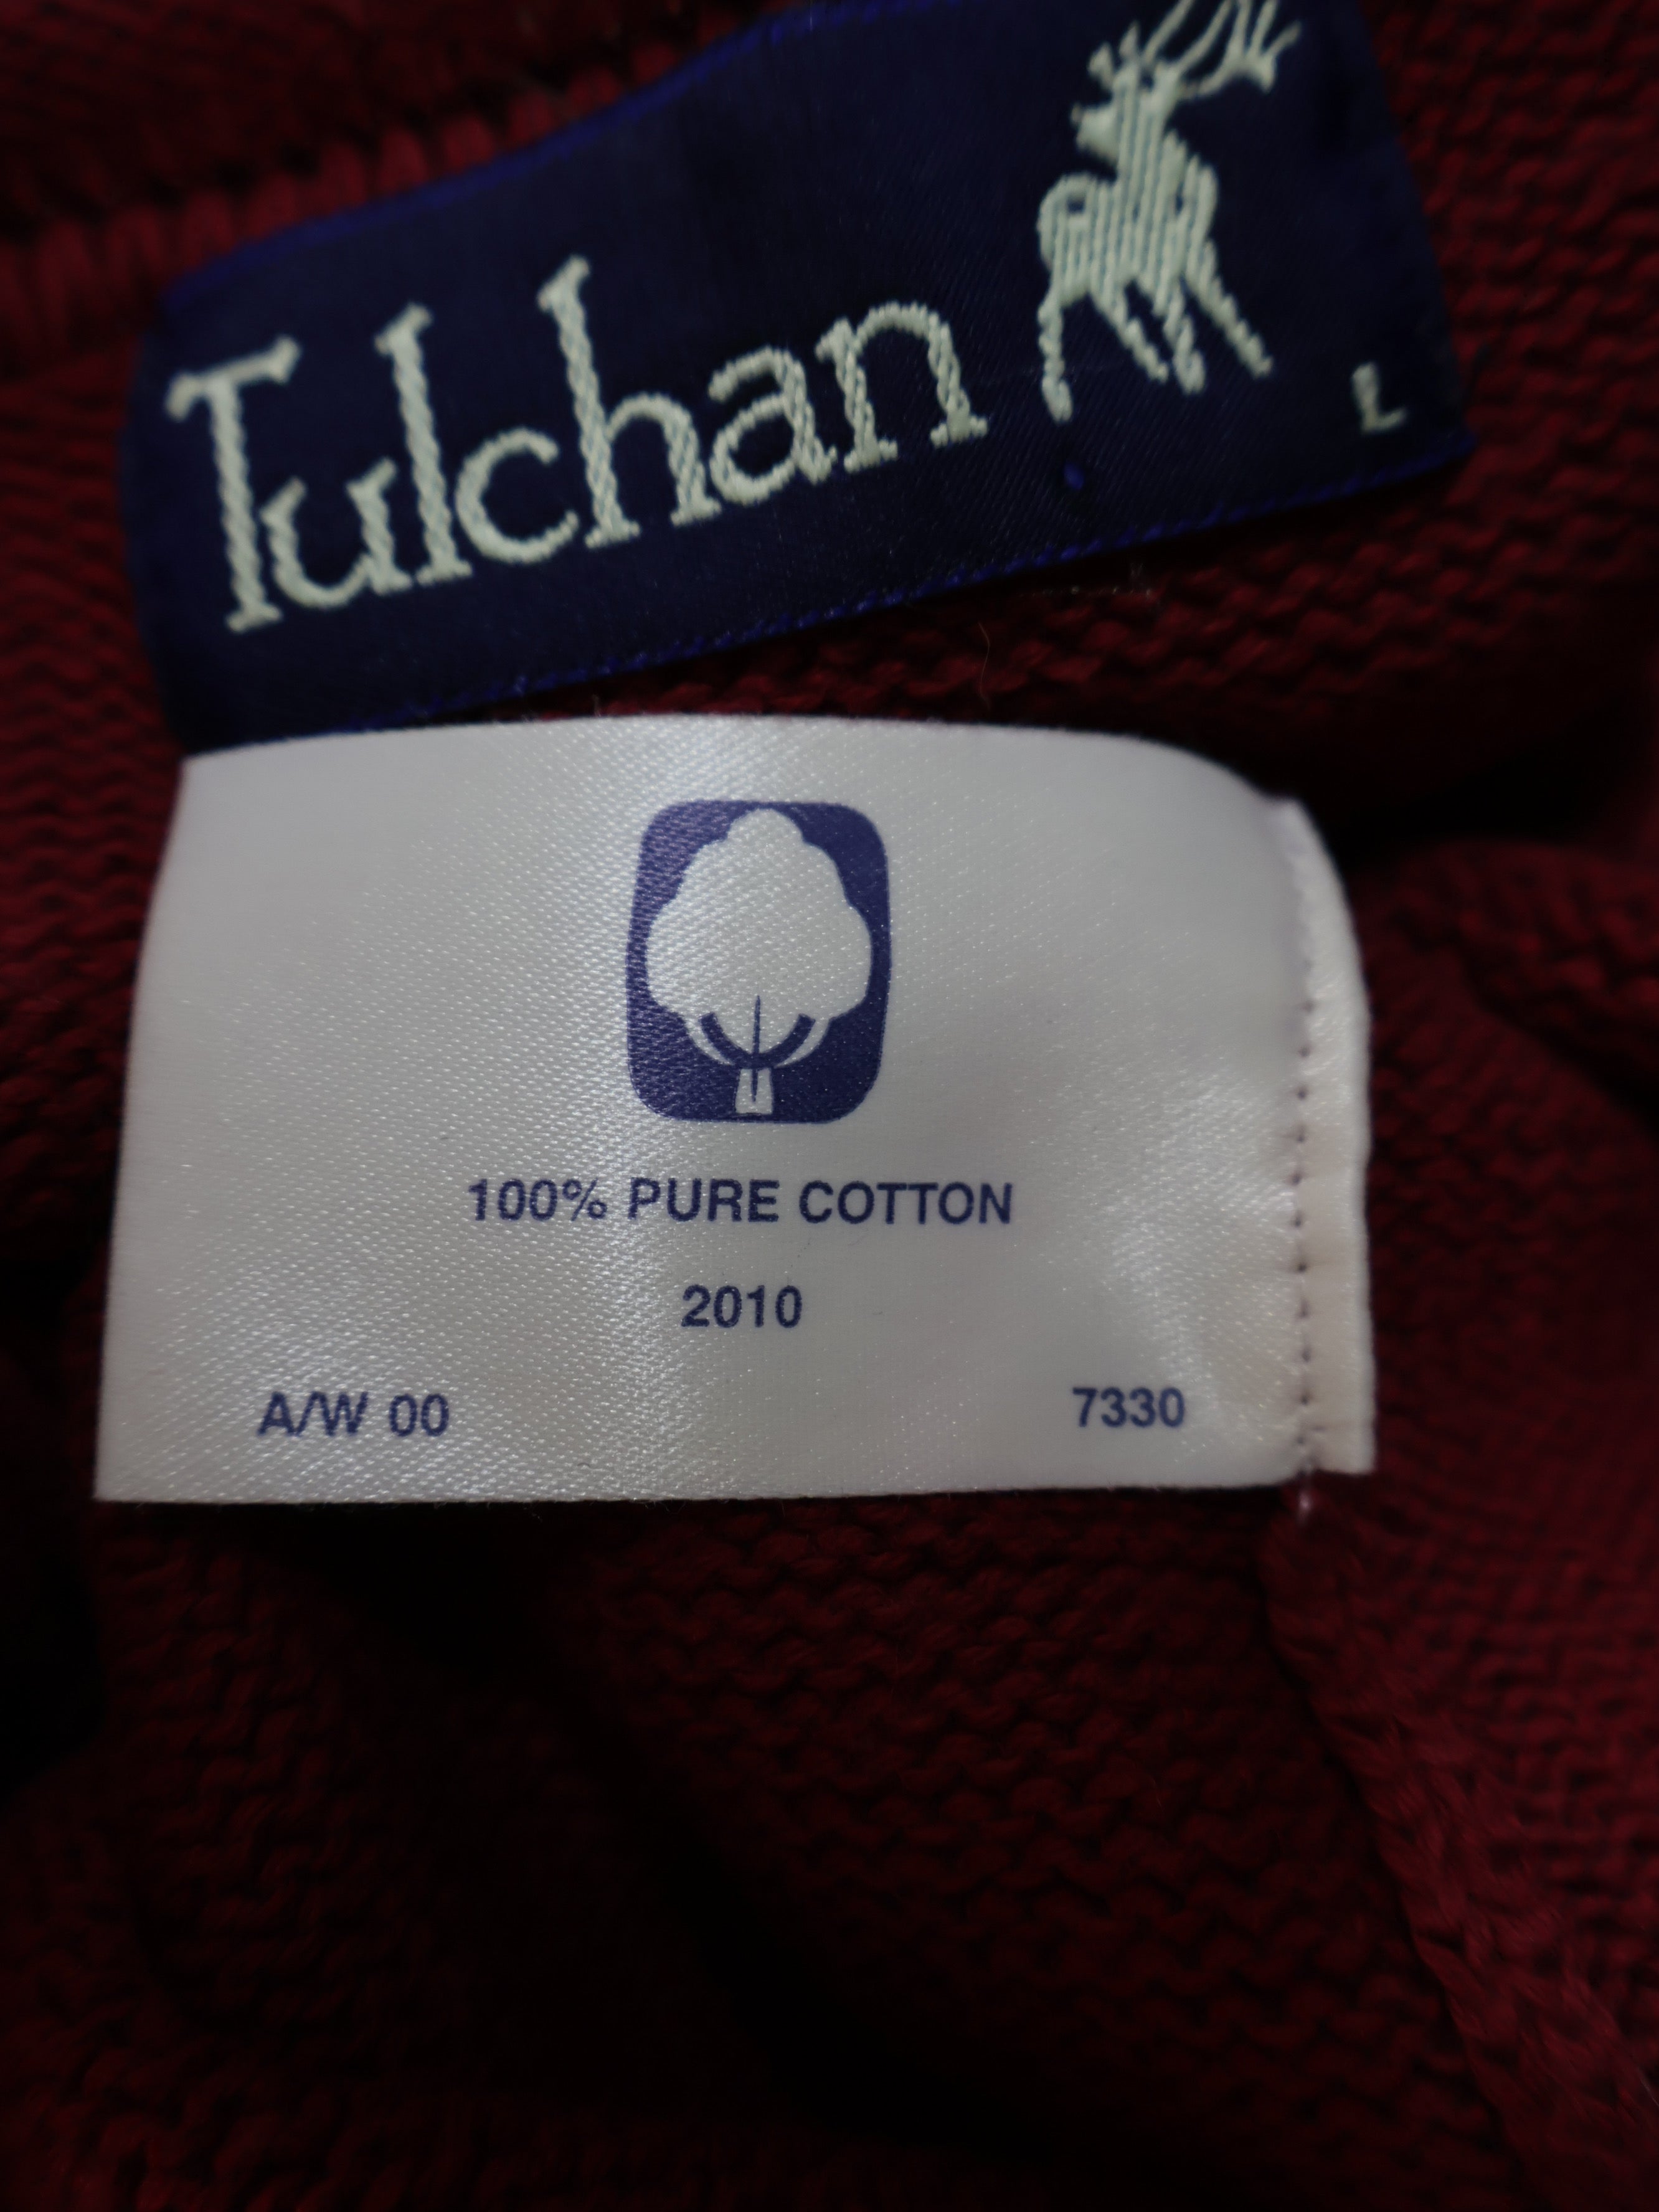 Tulchan
L
100% PURE COTTON
2010
A/W 00 7330